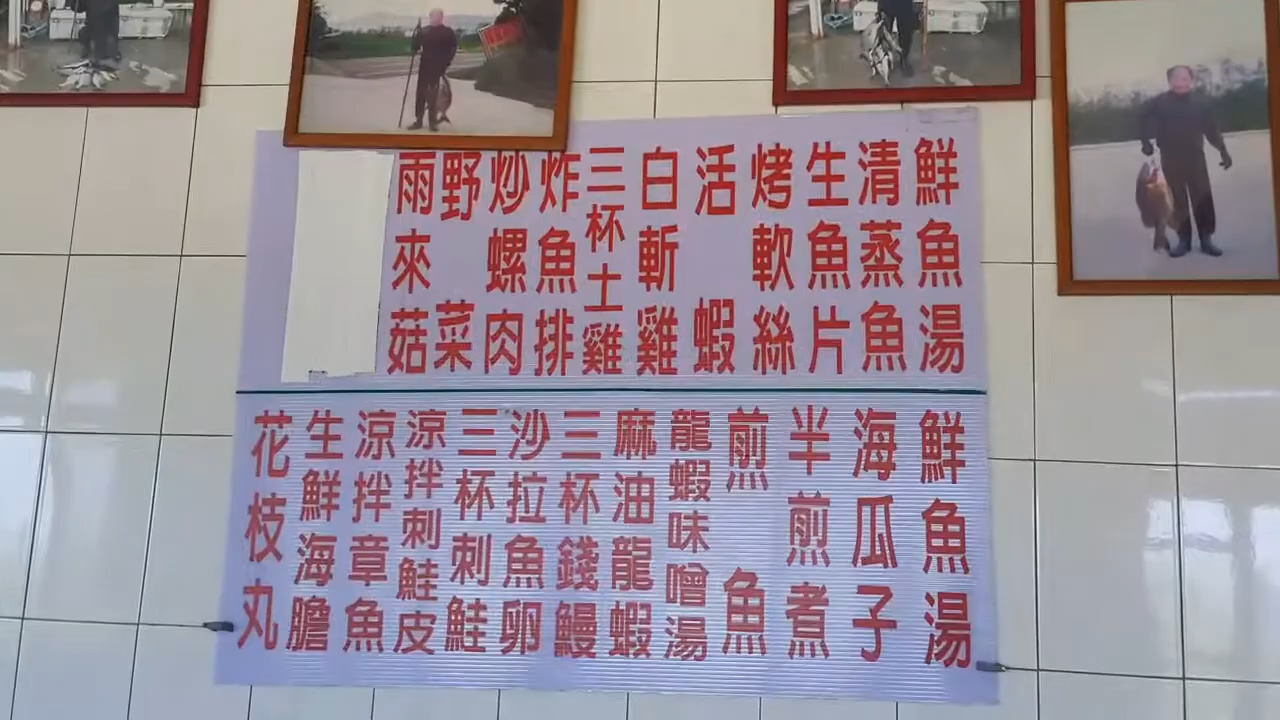 鮮魚湯
清蒸魚
生魚片
烤軟絲
活蝦
白斬雞
三杯土雞
炸魚排
炒螺肉
野菜
雨來菇
鮮魚湯
海瓜子
半煎煮
煎魚
龍蝦味噌湯
麻油龍蝦
三杯錢鰻
沙拉魚卵
三杯刺鮭
涼拌刺鮭皮
涼拌章魚
生鮮海膽
花枝丸